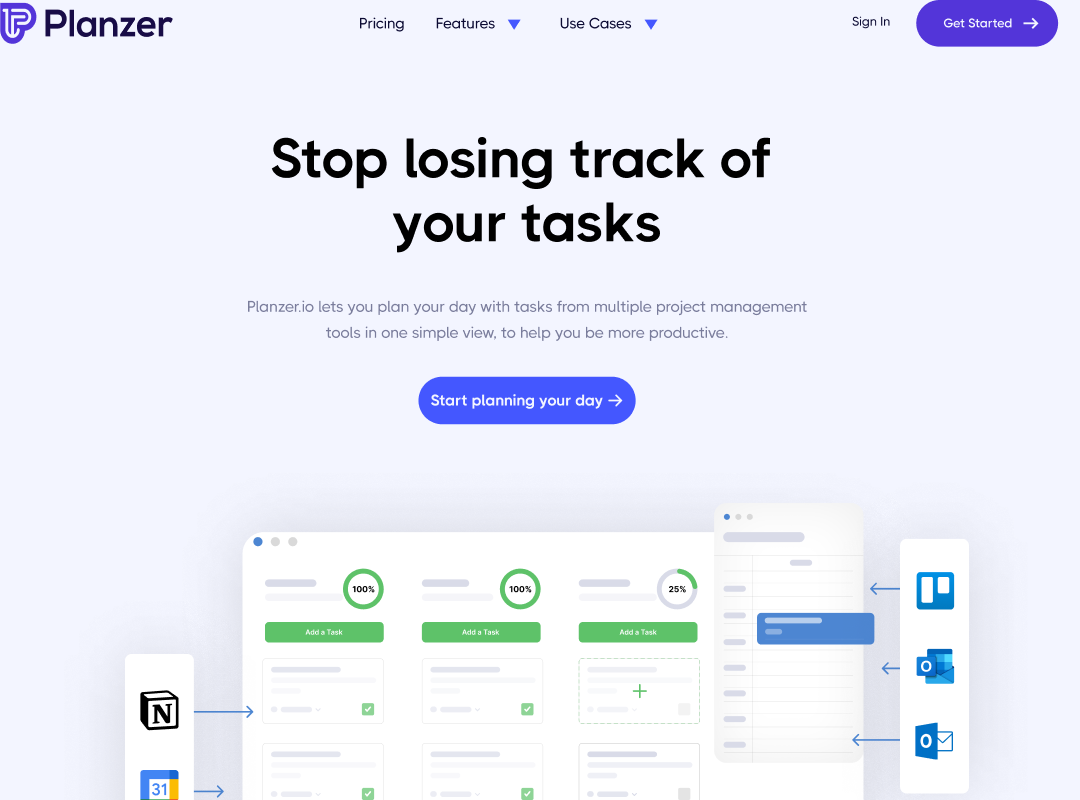 Planzer
Pricing
Features
Use Cases
Sign In
Get Started
Stop losing track of
your tasks
Planzer.io lets you plan your day with tasks from multiple project management
tools in one simple view, to help you be more productive.
Start planning your day
100%
100%
25%
Add a Task
Add a Task
Add a Task
N
31
O
O